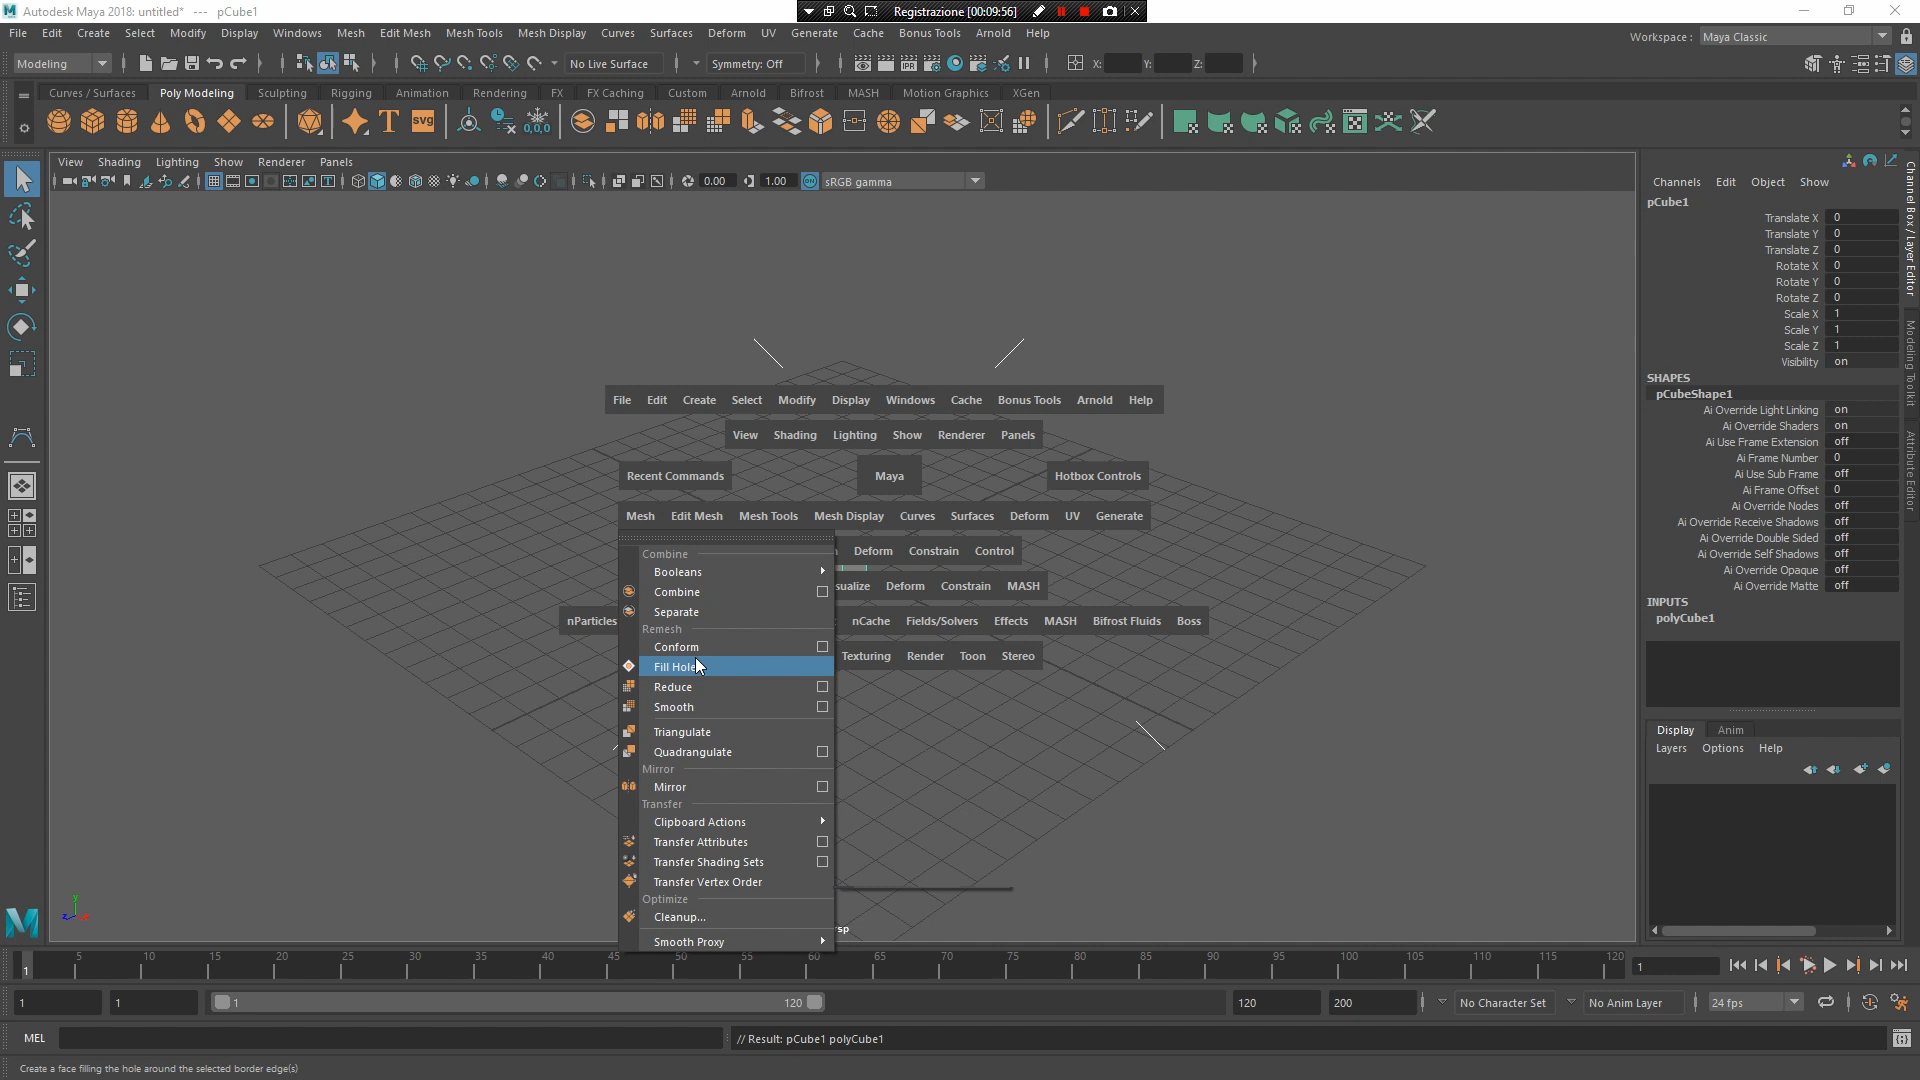 Autodesk Maya 2018: untitled* --- pCube1
Registrazione [00:09:56]
File Edit Create Select Modify Display Windows Mesh Edit Mesh Mesh Tools Mesh Display Curves Surfaces Deform UV Generate Cache Bonus Tools Arnold Help
Workspace : Maya Classic
Modeling No Live Surface Symmetry: Off X: Y: Z:
Curves / Surfaces Poly Modeling Sculpting Rigging Animation Rendering FX FX Caching Custom Arnold Bifrost MASH Motion Graphics XGen
T svg 0,0,0
View Shading Lighting Show Renderer Panels
0.00 1.00 sRGB gamma
Channels Edit Object Show
pCube1
Translate X 0
Translate Y 0
Translate Z 0
Rotate X 0
Rotate Y 0
Rotate Z 0
Scale X 1
Scale Y 1
Scale Z 1
Visibility on
SHAPES
pCubeShape1
Ai Override Light Linking on
Ai Override Shaders on
Ai Use Frame Extension off
Ai Frame Number 0
Ai Use Sub Frame off
Ai Frame Offset 0
Ai Override Nodes off
Ai Override Receive Shadows off
Ai Override Double Sided off
Ai Override Self Shadows off
Ai Override Opaque off
Ai Override Matte off
INPUTS
polyCube1
Channel Box / Layer Editor
Modeling Toolkit
Attribute Editor
File Edit Create Select Modify Display Windows Cache Bonus Tools Arnold Help
View Shading Lighting Show Renderer Panels
Recent Commands Maya Hotbox Controls
Mesh Edit Mesh Mesh Tools Mesh Display Curves Surfaces Deform UV Generate
Deform Constrain Control
sualize Deform Constrain MASH
nParticles nCache Fields/Solvers Effects MASH Bifrost Fluids Boss
Texturing Render Toon Stereo
Combine
Booleans
Combine
Separate
Remesh
Conform
Fill Hole
Reduce
Smooth
Triangulate
Quadrangulate
Mirror
Mirror
Transfer
Clipboard Actions
Transfer Attributes
Transfer Shading Sets
Transfer Vertex Order
Optimize
Cleanup...
Smooth Proxy
sp
y
z x
Display Anim
Layers Options Help
1 5 10 15 20 25 30 35 40 45 50 55 60 65 70 75 80 85 90 95 100 105 110 115 120 1
1 1 1 120 120 200 No Character Set No Anim Layer 24 fps
MEL // Result: pCube1 polyCube1
Create a face filling the hole around the selected border edge(s)